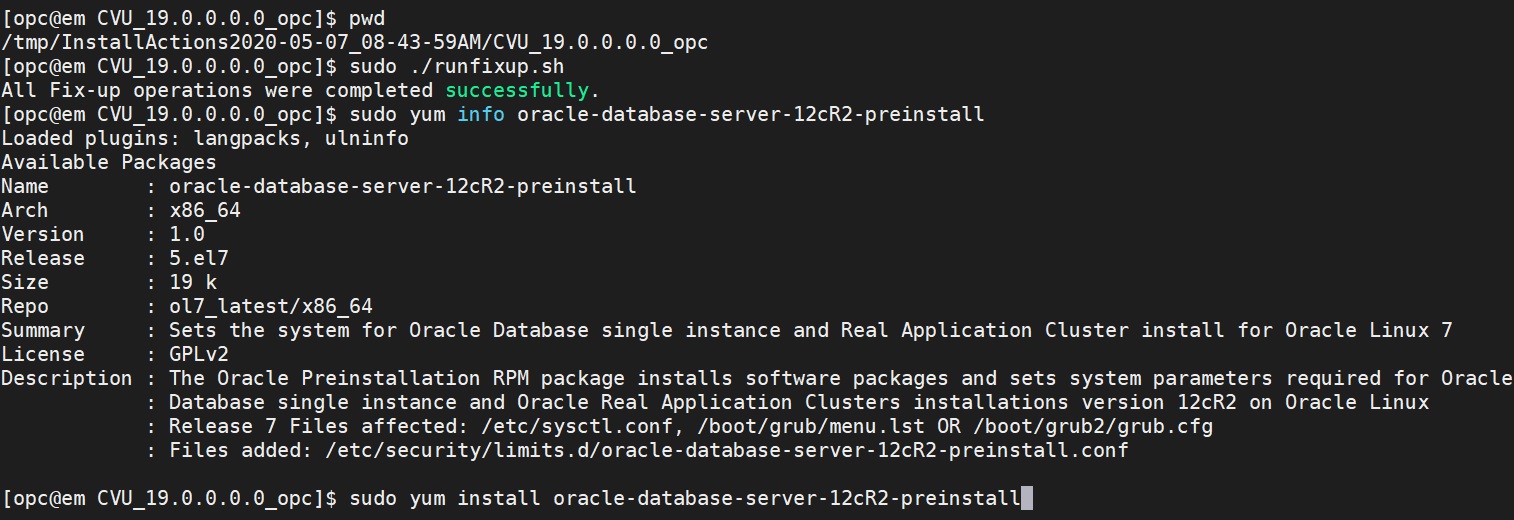 [opc@em CVU_19.0.0.0.0_opc]$ pwd
/tmp/InstallActions2020-05-07_08-43-59AM/CVU_19.0.0.0.0_opc
[opc@em CVU_19.0.0.0.0_opc]$ sudo ./runfixup.sh
All Fix-up operations were completed successfully.
[opc@em CVU_19.0.0.0.0_opc]$ sudo yum info oracle-database-server-12cR2-preinstall
Loaded plugins: langpacks, ulninfo
Available Packages
Name        : oracle-database-server-12cR2-preinstall
Arch        : x86_64
Version     : 1.0
Release     : 5.el7
Size        : 19 k
Repo        : ol7_latest/x86_64
Summary     : Sets the system for Oracle Database single instance and Real Application Cluster install for Oracle Linux 7
License     : GPLv2
Description : The Oracle Preinstallation RPM package installs software packages and sets system parameters required for Oracle
            : Database single instance and Oracle Real Application Clusters installations version 12cR2 on Oracle Linux
            : Release 7 Files affected: /etc/sysctl.conf, /boot/grub/menu.lst OR /boot/grub2/grub.cfg
            : Files added: /etc/security/limits.d/oracle-database-server-12cR2-preinstall.conf
[opc@em CVU_19.0.0.0.0_opc]$ sudo yum install oracle-database-server-12cR2-preinstall